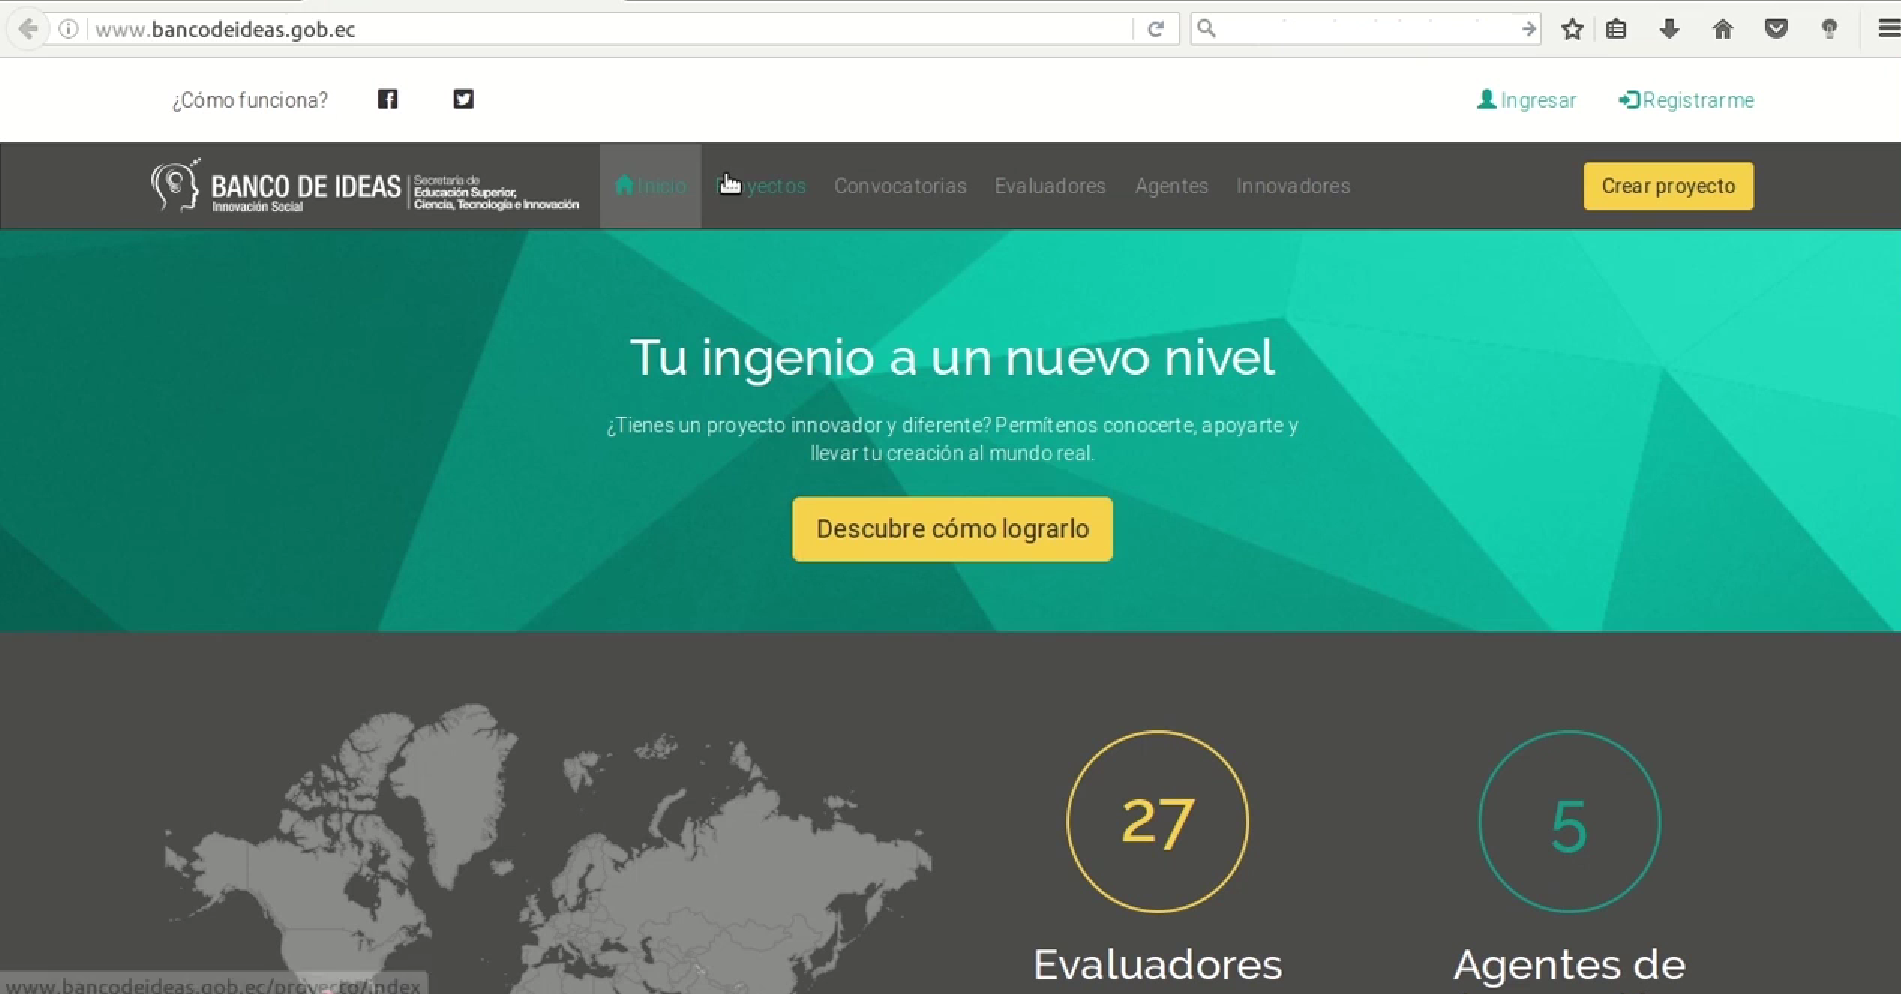 www.bancodeideas.gob.ec
¿Cómo funciona?
Ingresar
Registrarme
BANCO DE IDEAS
Innovación Social
Secretaría de
Educación Superior,
Ciencia, Tecnología e Innovación
Inicio
Proyectos
Convocatorias
Evaluadores
Agentes
Innovadores
Crear proyecto
Tu ingenio a un nuevo nivel
¿Tienes un proyecto innovador y diferente? Permítenos conocerte, apoyarte y
llevar tu creación al mundo real.
Descubre cómo lograrlo
27
5
Evaluadores
Agentes de
www.bancodeideas.gob.ec/proyecto/index